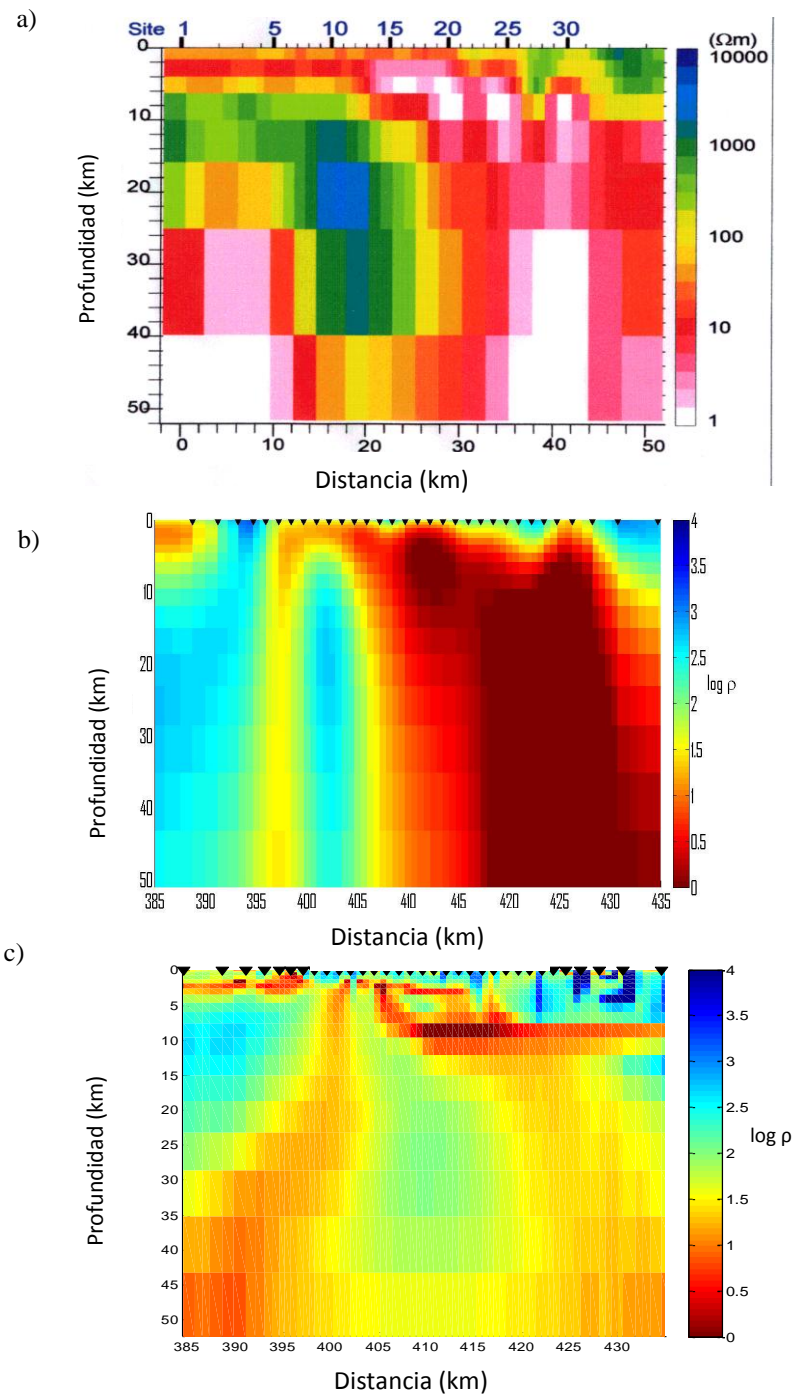 a)
Site 1 5 10 15 20 25 30
(Ωm)
0
10
20
30
40
50
10000
1000
100
10
1
Profundidad (km)
0 10 20 30 40 50
Distancia (km)
b)
0
10
20
30
40
50
4
3.5
3
2.5
2
1.5
1
0.5
0
log ρ
Profundidad (km)
385 390 395 400 405 410 415 420 425 430 435
Distancia (km)
c)
0
5
10
15
20
25
30
35
40
45
50
4
3.5
3
2.5
2
1.5
1
0.5
0
log ρ
Profundidad (km)
385 390 395 400 405 410 415 420 425 430
Distancia (km)